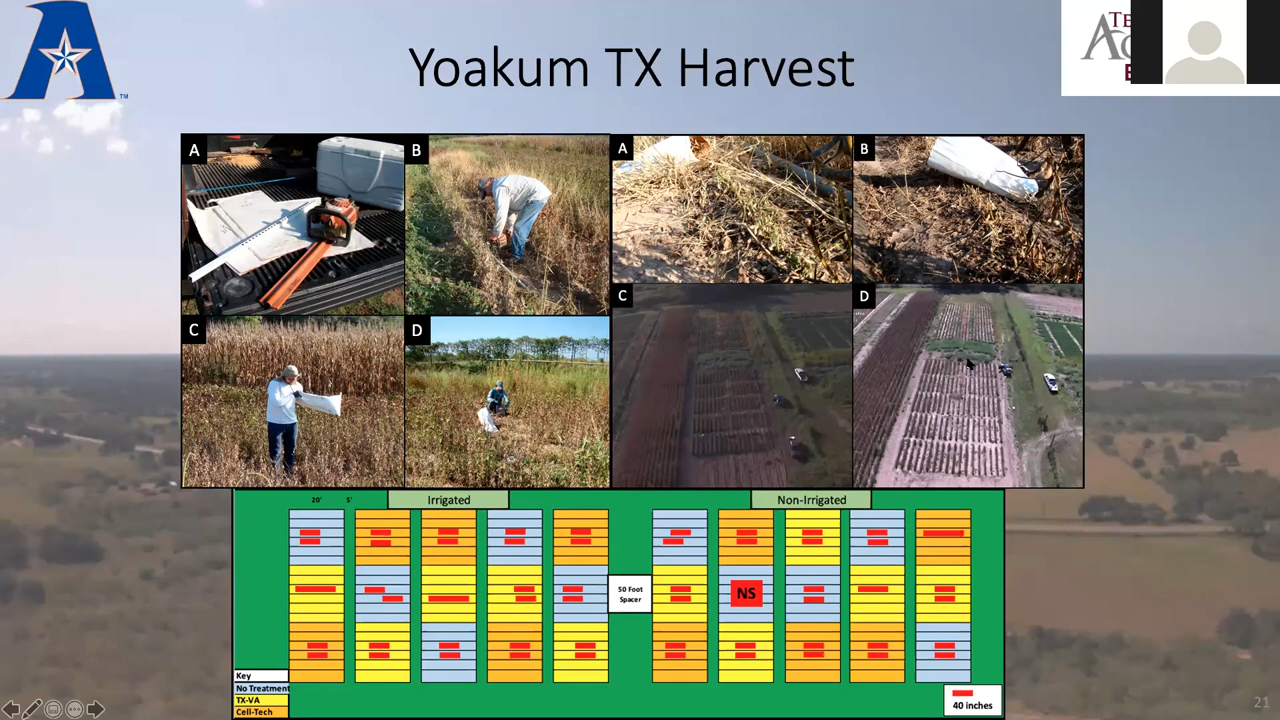 Yoakum TX Harvest
A
B
A
B
C
D
C
D
20' 5'
Irrigated
Non-Irrigated
50 Foot
Spacer
NS
Key
No Treatment
TX-VA
Cell-Tech
40 inches
21
TM